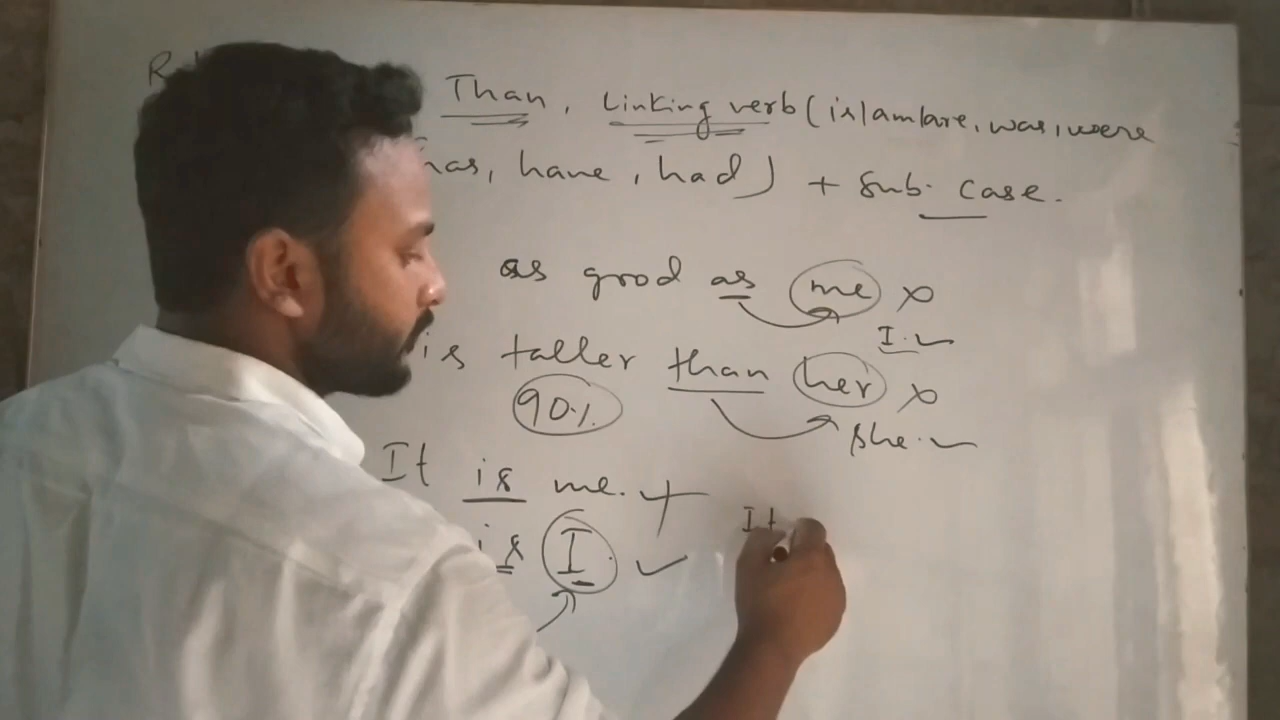 Than, Linking verb (is/am/are, was, were
has, have, had) + Sub. case.
as good as me ×
I. ✓
is taller than her ×
90%
she. ✓
It is me. ×
is I. ✓
It